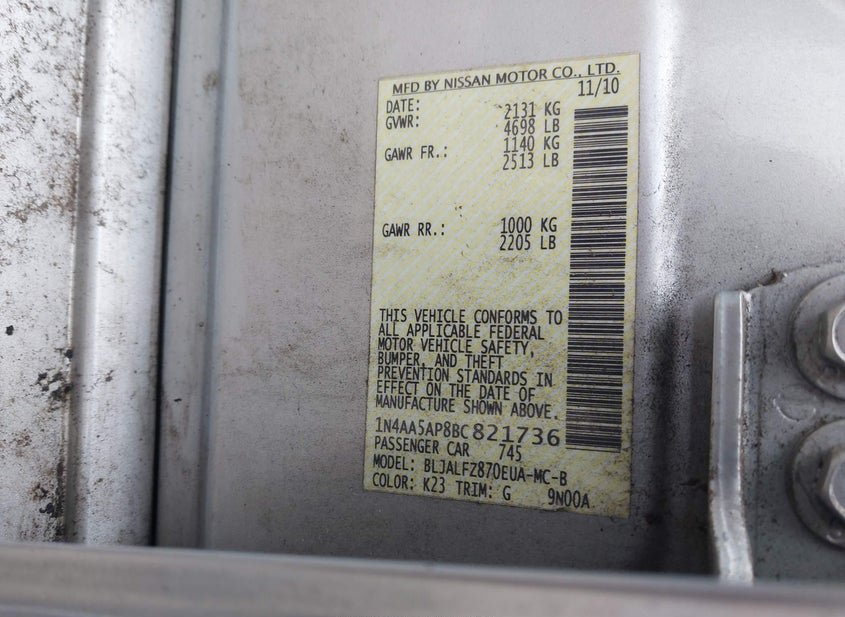 MFD BY NISSAN MOTOR CO., LTD.
DATE: 11/10
GVWR: 2131 KG
4698 LB
GAWR FR.: 1140 KG
2513 LB
GAWR RR.: 1000 KG
2205 LB
THIS VEHICLE CONFORMS TO
ALL APPLICABLE FEDERAL
MOTOR VEHICLE SAFETY,
BUMPER, AND THEFT
PREVENTION STANDARDS IN
EFFECT ON THE DATE OF
MANUFACTURE SHOWN ABOVE.
1N4AA5AP8BC821736
PASSENGER CAR 745
MODEL: BLJALFZ870EUA-MC-B
COLOR: K23 TRIM: G 9N00A